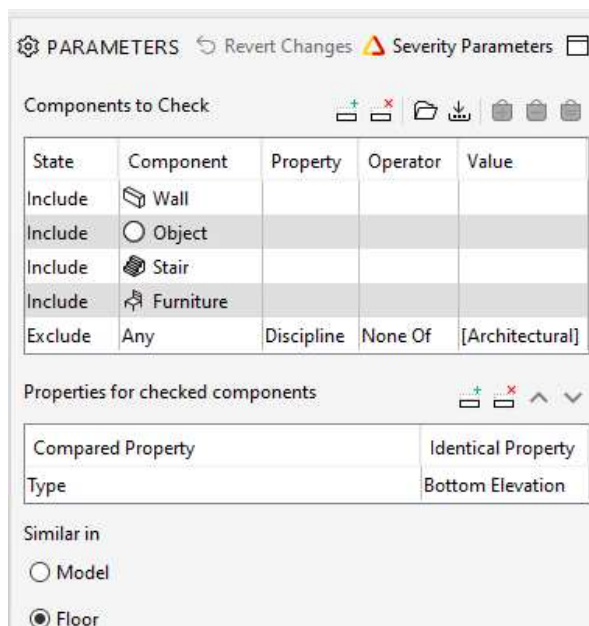 PARAMETERS Revert Changes Severity Parameters
Components to Check
State Component Property Operator Value
Include Wall
Include Object
Include Stair
Include Furniture
Exclude Any Discipline None Of [Architectural]
Properties for checked components
Compared Property Identical Property
Type Bottom Elevation
Similar in
Model
Floor